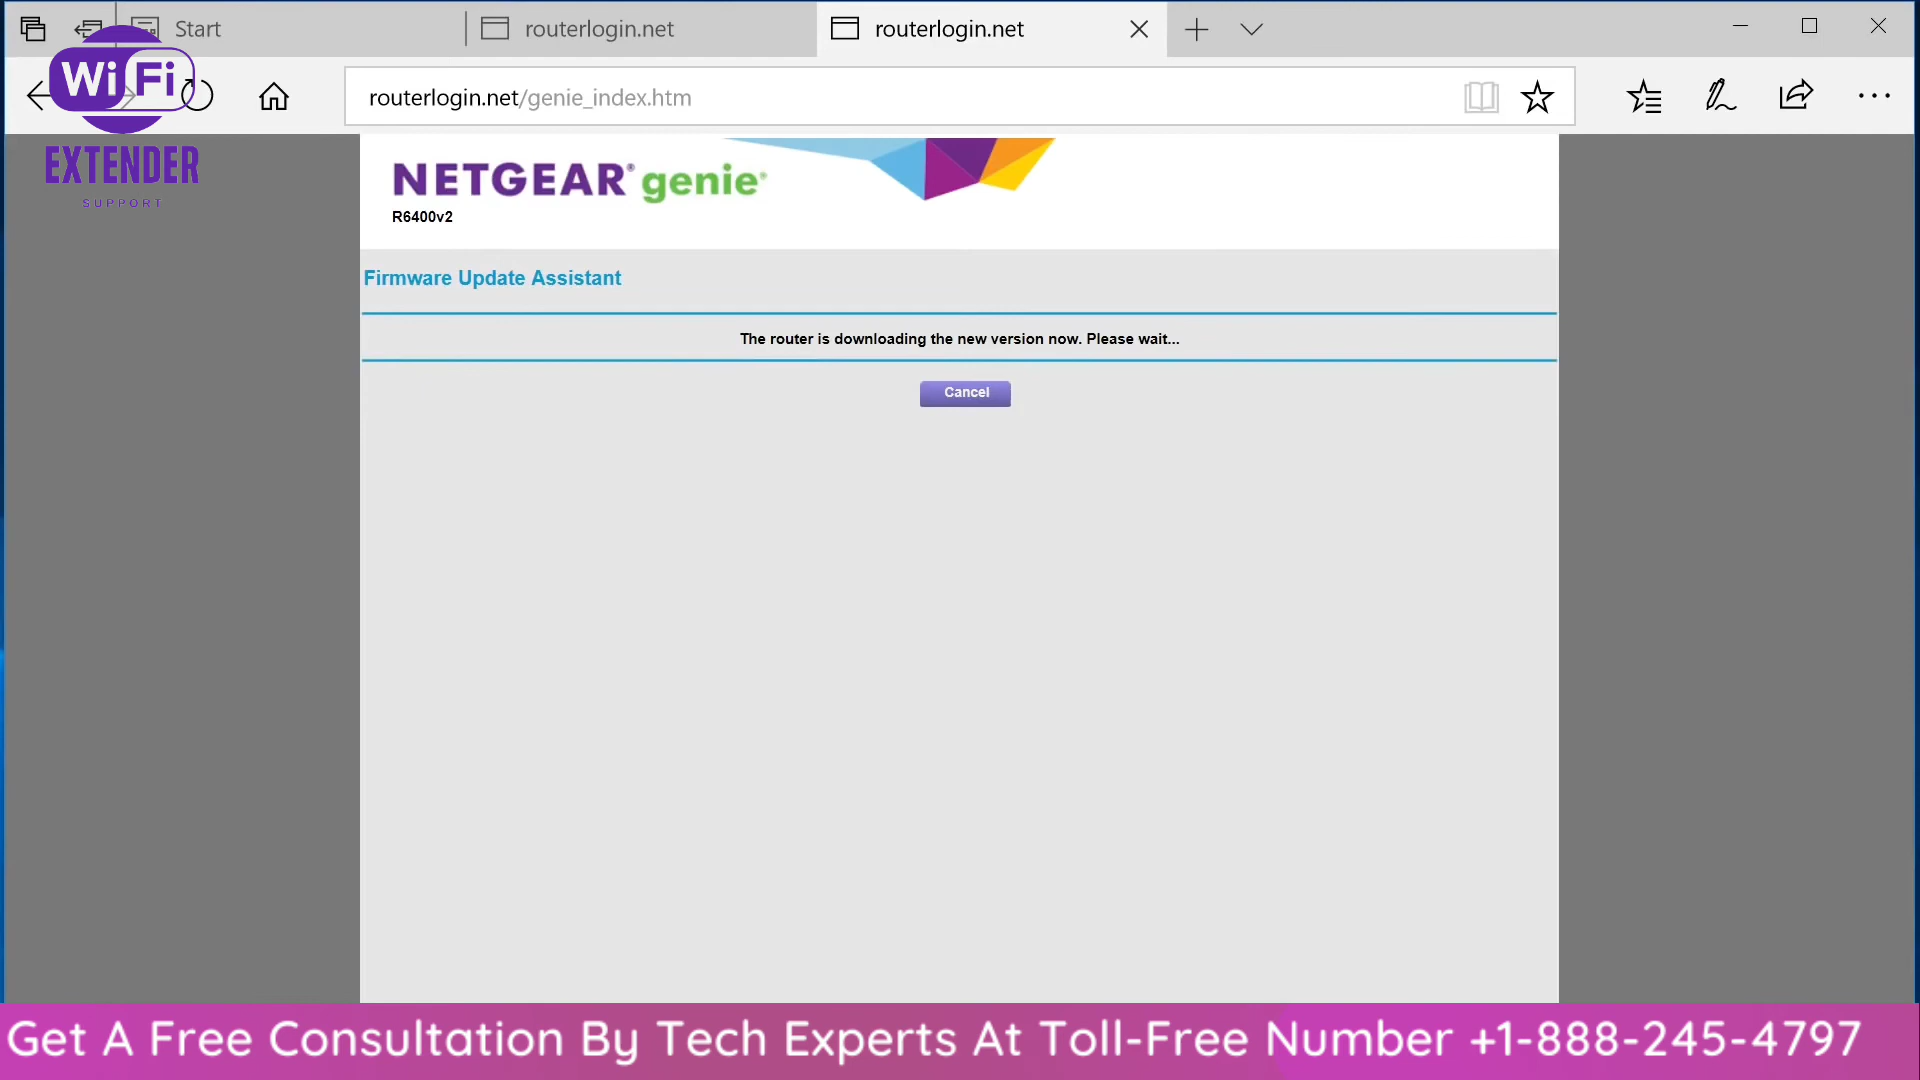 Start
routerlogin.net
routerlogin.net
WiFi
EXTENDER
SUPPORT
routerlogin.net/genie_index.htm
NETGEAR® genie®
R6400v2
Firmware Update Assistant
The router is downloading the new version now. Please wait...
Cancel
Get A Free Consultation By Tech Experts At Toll-Free Number +1-888-245-4797